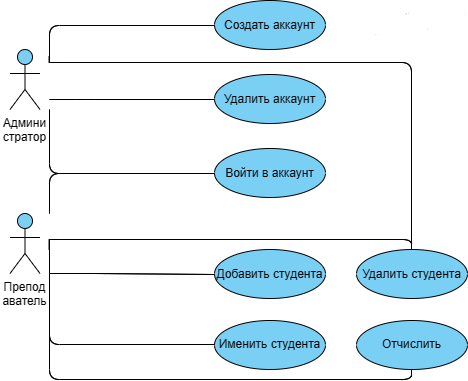 Создать аккаунт
Удалить аккаунт
Админи
стратор
Войти в аккаунт
Добавить студента
Удалить студента
Препод
аватель
Именить студента
Отчислить